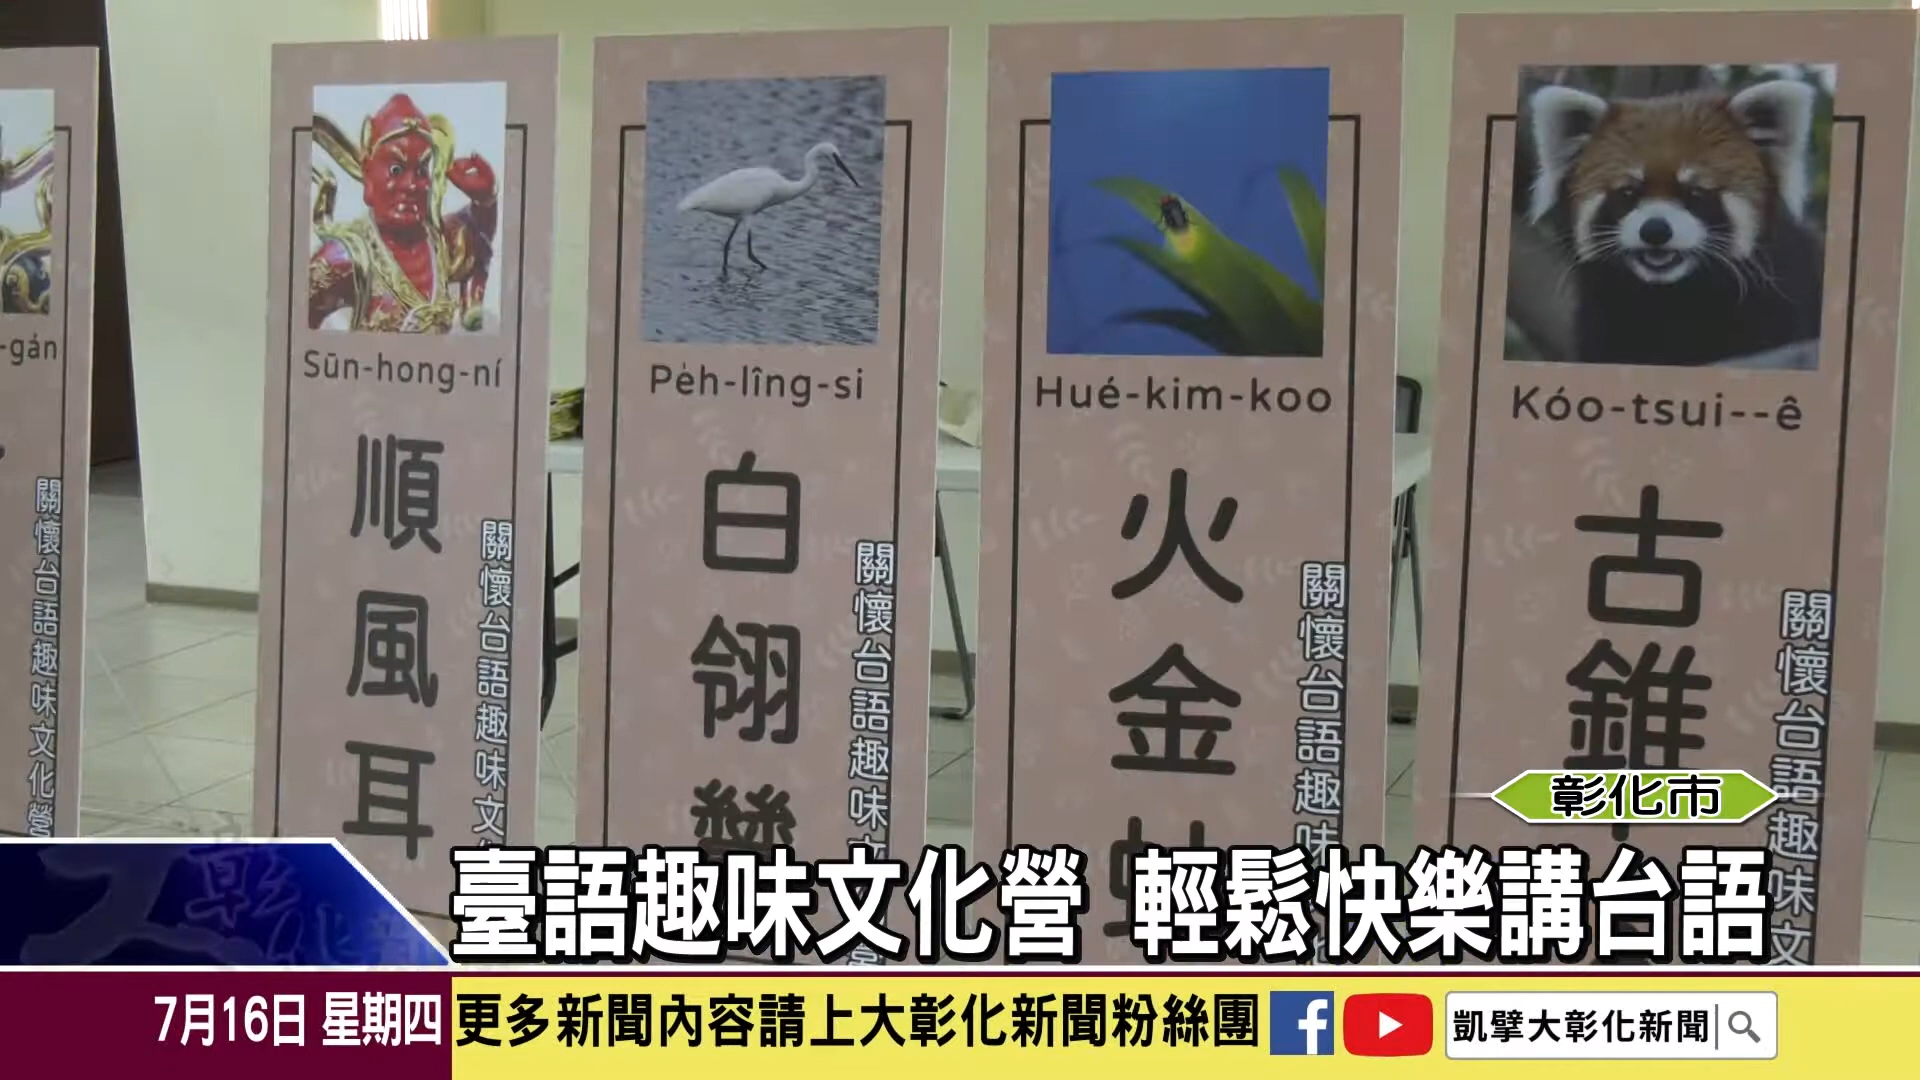 -gán
關懷台語趣味文化營
Sūn-hong-ní
順風耳
關懷台語趣味文
Pe̍h-lîng-si
白翎鷥
關懷台語趣味
Hué-kim-koo
火金蛄
關懷台語趣味
Kóo-tsui--ê
古錐
關懷台語趣味文
彰化市
臺語趣味文化營 輕鬆快樂講台語
7月16日 星期四
更多新聞內容請上大彰化新聞粉絲團
凱擘大彰化新聞